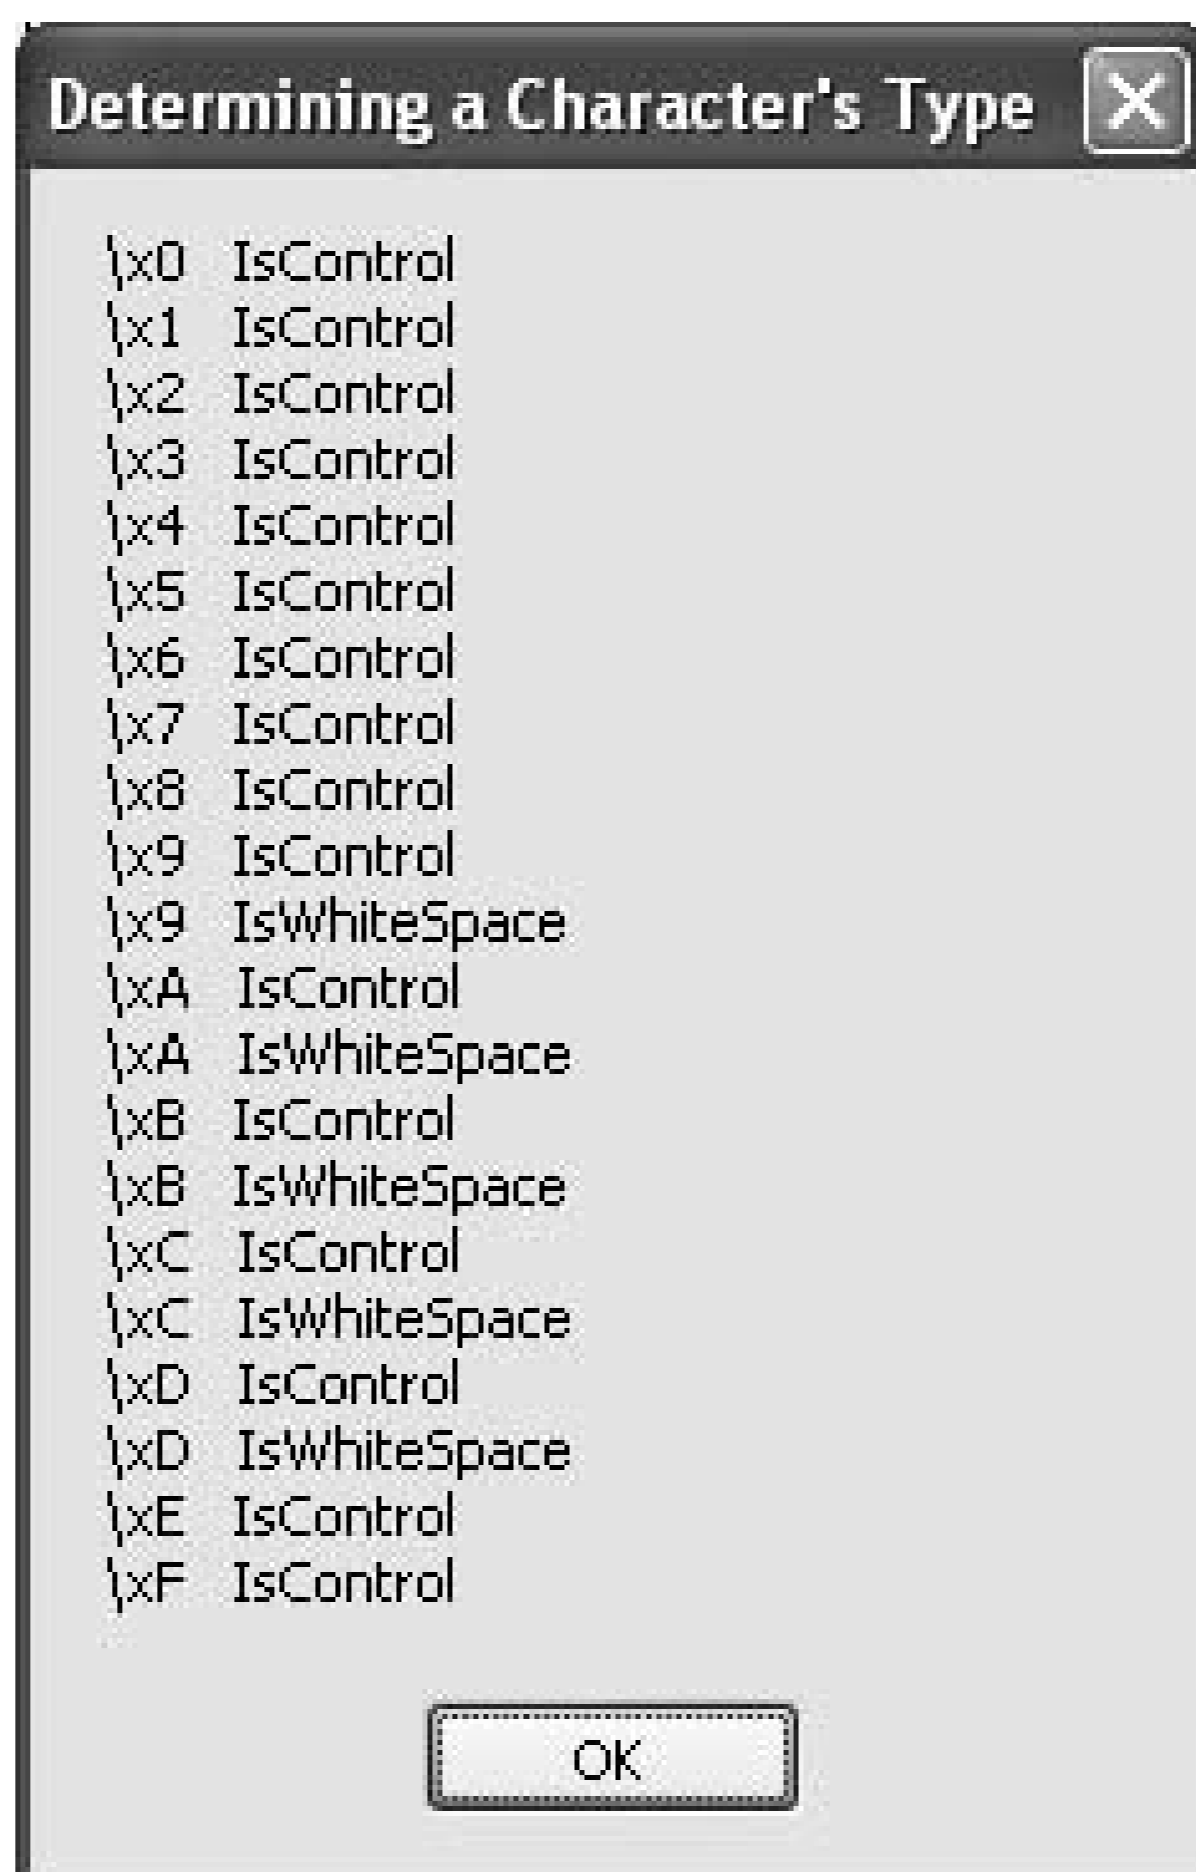 Determining a Character's Type
\x0 IsControl
\x1 IsControl
\x2 IsControl
\x3 IsControl
\x4 IsControl
\x5 IsControl
\x6 IsControl
\x7 IsControl
\x8 IsControl
\x9 IsControl
\x9 IsWhiteSpace
\xA IsControl
\xA IsWhiteSpace
\xB IsControl
\xB IsWhiteSpace
\xC IsControl
\xC IsWhiteSpace
\xD IsControl
\xD IsWhiteSpace
\xE IsControl
\xF IsControl
OK